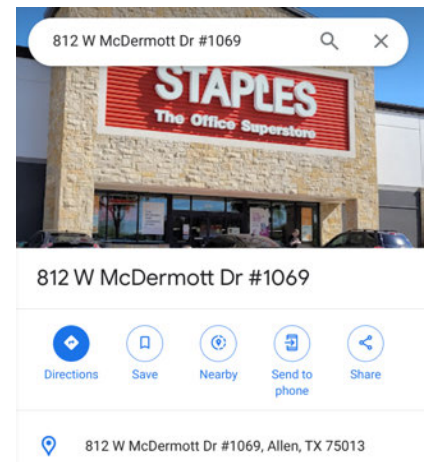 812 W McDermott Dr #1069
STAPLES
The Office Superstore
812 W McDermott Dr #1069
Directions
Save
Nearby
Send to
phone
Share
812 W McDermott Dr #1069, Allen, TX 75013